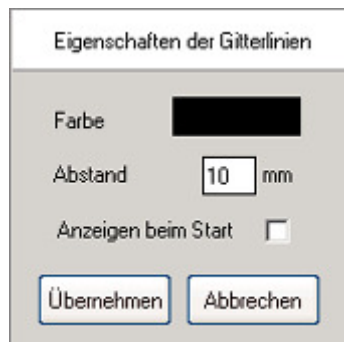 Eigenschaften der Gitterlinien
Farbe
Abstand 10 mm
Anzeigen beim Start
Übernehmen Abbrechen